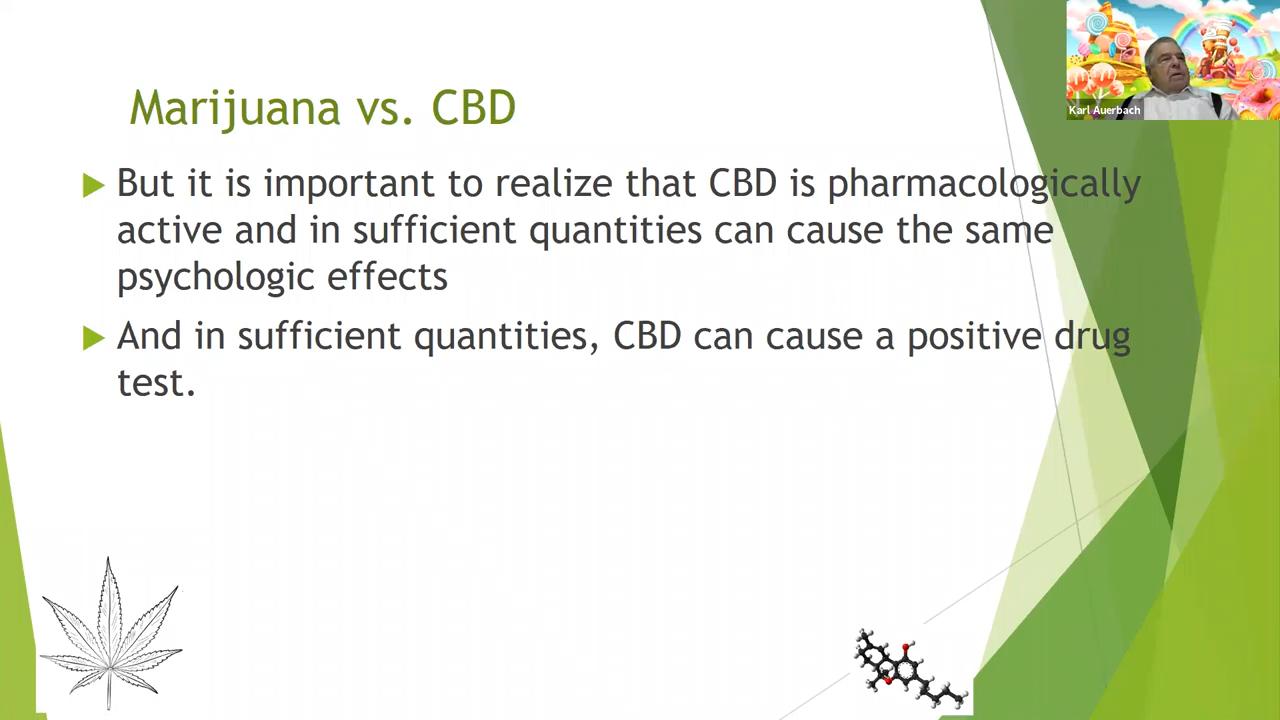 Marijuana vs. CBD
But it is important to realize that CBD is pharmacologically
active and in sufficient quantities can cause the same
psychologic effects
And in sufficient quantities, CBD can cause a positive drug
test.
Karl Auerbach